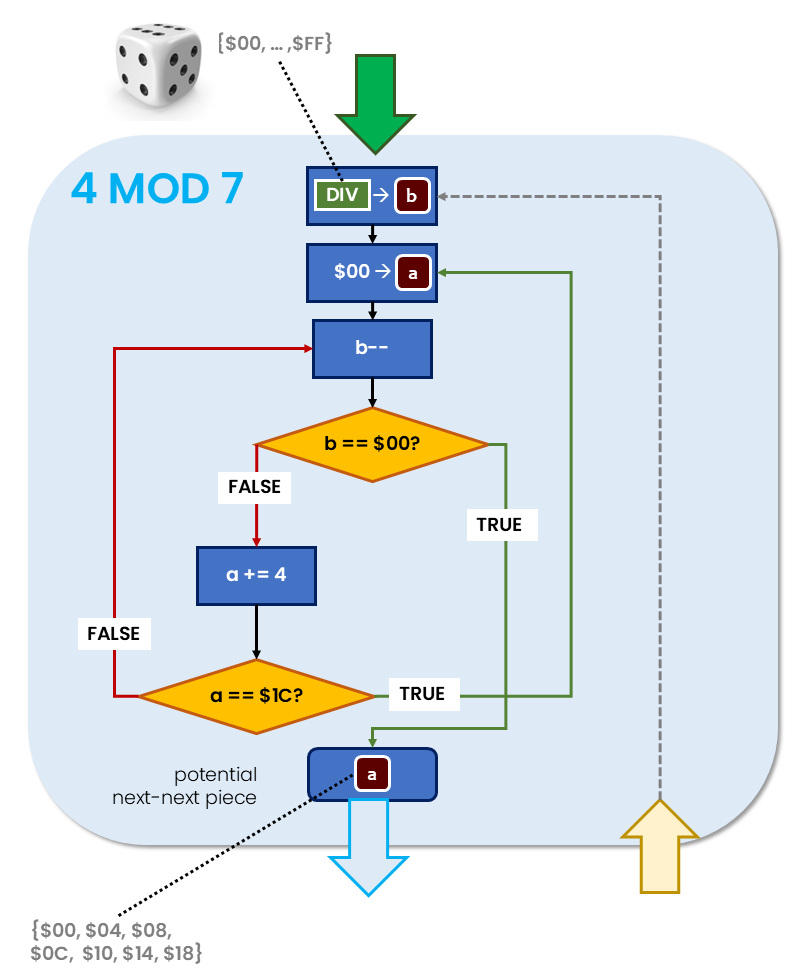 {$00, ... ,$FF}
4 MOD 7
DIV → b
$00 → a
b--
b == $00?
FALSE
TRUE
a += 4
FALSE
a == $1C?
TRUE
potential
next-next piece
a
{$00, $04, $08,
$0C, $10, $14, $18}